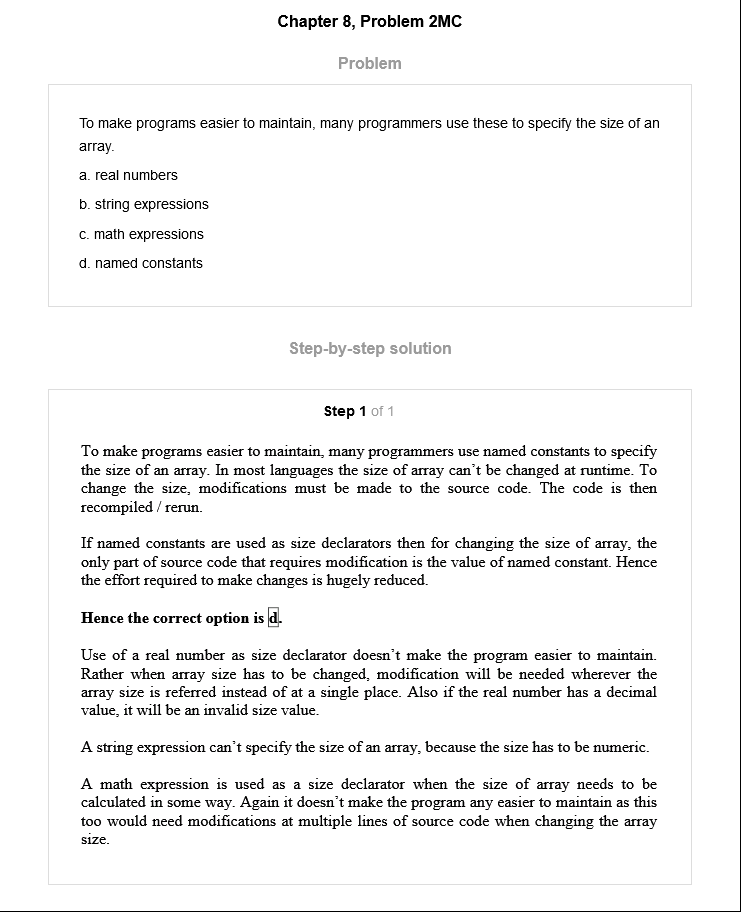 Chapter 8, Problem 2MC
Problem
To make programs easier to maintain, many programmers use these to specify the size of an
array.
a. real numbers
b. string expressions
c. math expressions
d. named constants
Step-by-step solution
Step 1 of 1
To make programs easier to maintain, many programmers use named constants to specify
the size of an array. In most languages the size of array can’t be changed at runtime. To
change the size, modifications must be made to the source code. The code is then
recompiled / rerun.
If named constants are used as size declarators then for changing the size of array, the
only part of source code that requires modification is the value of named constant. Hence
the effort required to make changes is hugely reduced.
Hence the correct option is d.
Use of a real number as size declarator doesn’t make the program easier to maintain.
Rather when array size has to be changed, modification will be needed wherever the
array size is referred instead of at a single place. Also if the real number has a decimal
value, it will be an invalid size value.
A string expression can’t specify the size of an array, because the size has to be numeric.
A math expression is used as a size declarator when the size of array needs to be
calculated in some way. Again it doesn’t make the program any easier to maintain as this
too would need modifications at multiple lines of source code when changing the array
size.